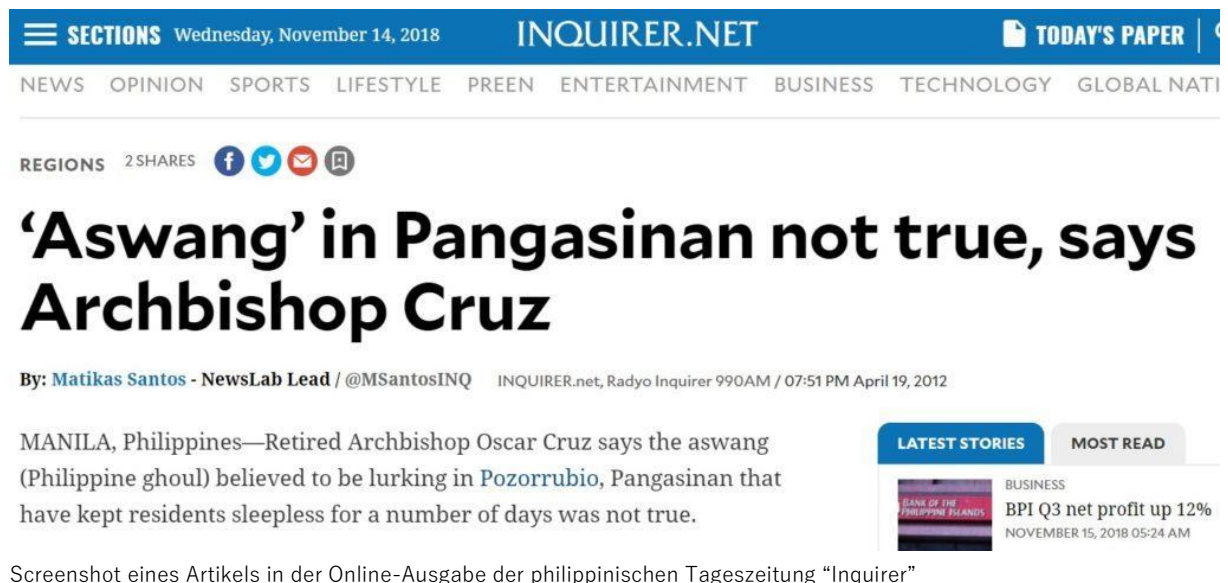 SECTIONS Wednesday, November 14, 2018 INQUIRER.NET TODAY'S PAPER
NEWS OPINION SPORTS LIFESTYLE PREEN ENTERTAINMENT BUSINESS TECHNOLOGY GLOBAL NATI
REGIONS 2 SHARES
‘Aswang’ in Pangasinan not true, says
Archbishop Cruz
By: Matikas Santos - NewsLab Lead / @MSantosINQ INQUIRER.net, Radyo Inquirer 990AM / 07:51 PM April 19, 2012
MANILA, Philippines—Retired Archbishop Oscar Cruz says the aswang
(Philippine ghoul) believed to be lurking in Pozorrubio, Pangasinan that
have kept residents sleepless for a number of days was not true.
LATEST STORIES MOST READ
BANK OF THE
PHILIPPINE ISLANDS
BUSINESS
BPI Q3 net profit up 12%
NOVEMBER 15, 2018 05:24 AM
Screenshot eines Artikels in der Online-Ausgabe der philippinischen Tageszeitung “Inquirer”